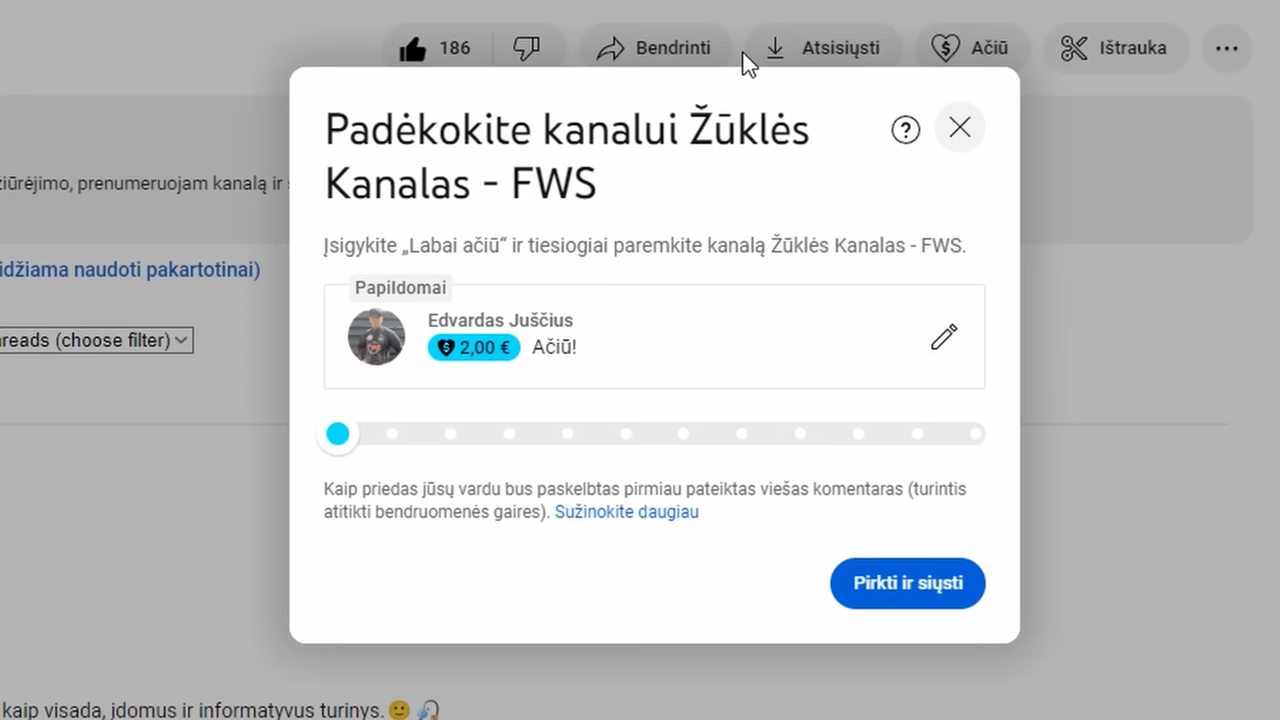 186
Bendrinti
Atsisiųsti
Ačiū
Ištrauka
Padėkokite kanalui Žūklės
Kanalas - FWS
prenumeruojam kanalą ir
Įsigykite „Labai ačiū“ ir tiesiogiai paremkite kanalą Žūklės Kanalas - FWS.
naudoti pakartotinai)
Papildomai
Edvardas Juščius
2,00 € Ačiū!
(choose filter)
Kaip priedas jūsų vardu bus paskelbtas pirmiau pateiktas viešas komentaras (turintis
atitikti bendruomenės gaires). Sužinokite daugiau
Pirkti ir siųsti
kaip visada, įdomus ir informatyvus turinys.